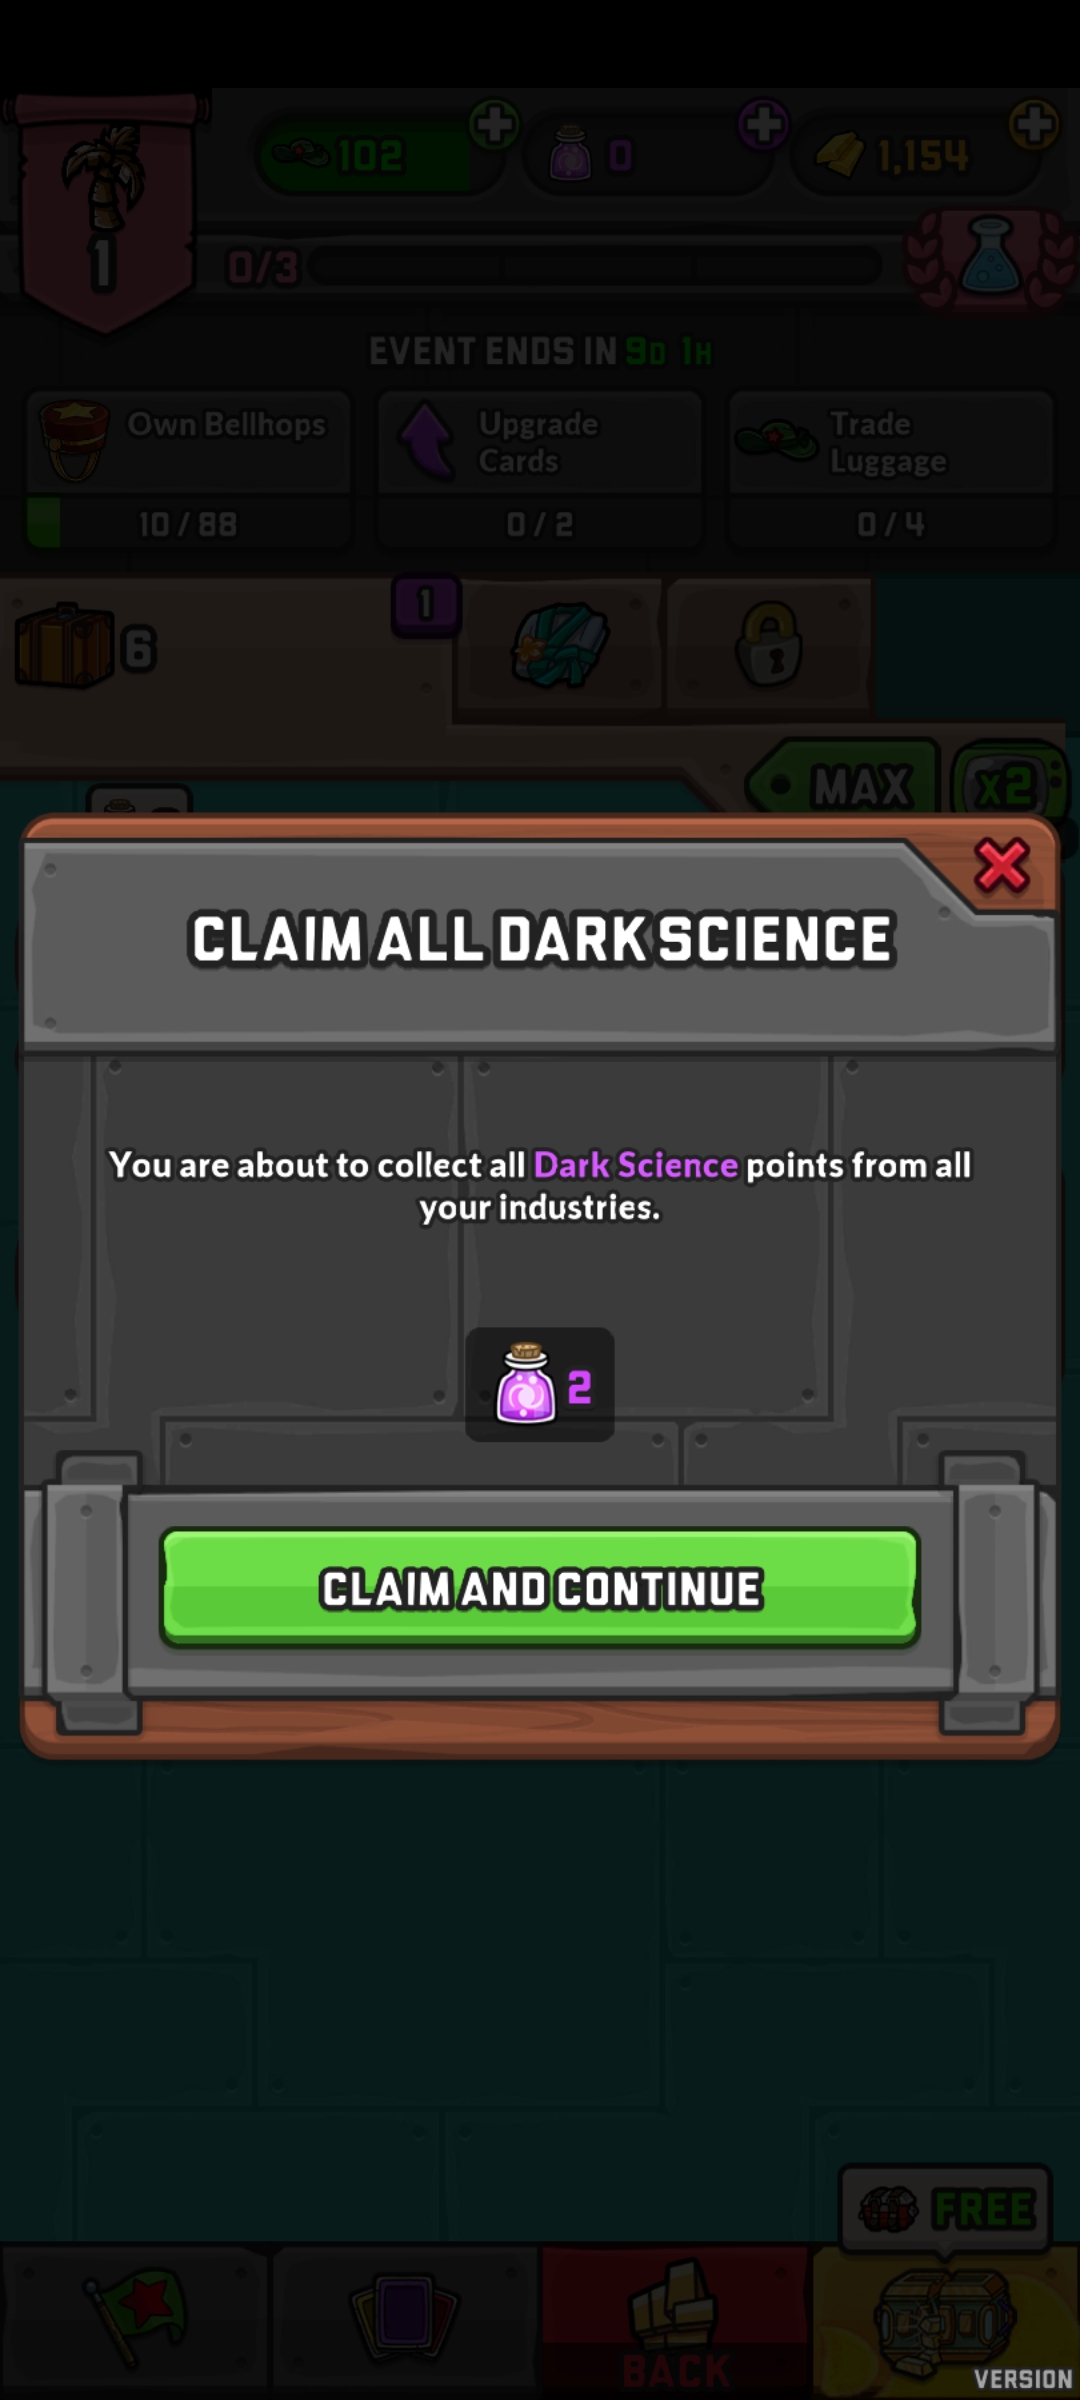 102
0
1,154
1
0/3
EVENT ENDS IN 9D 1H
Own Bellhops
Upgrade
Cards
Trade
Luggage
10 / 88
0 / 2
0 / 4
1
6
MAX
x2
CLAIM ALL DARK SCIENCE
You are about to collect all Dark Science points from all
your industries.
2
CLAIM AND CONTINUE
FREE
BACK
VERSION